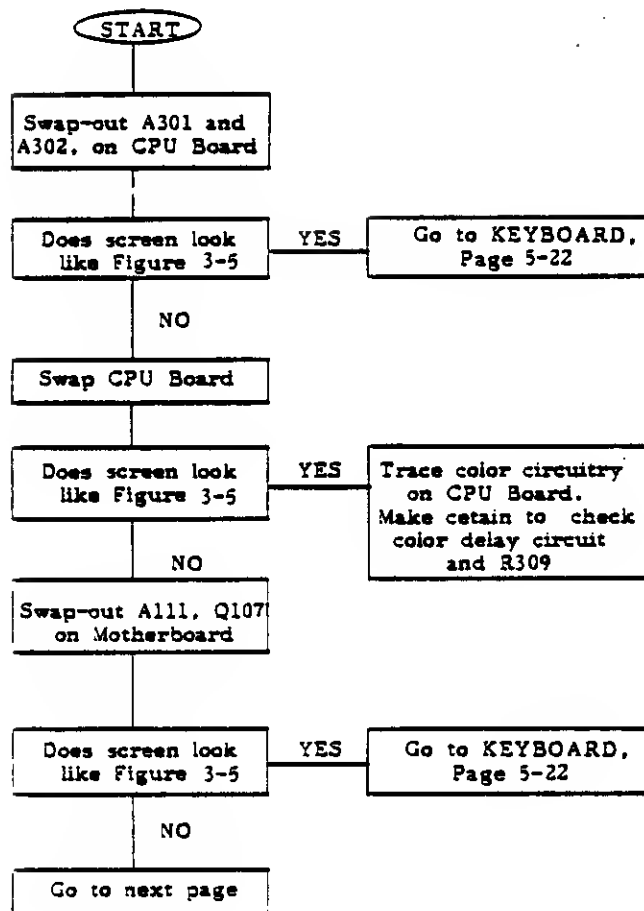 START
Swap-out A301 and
A302, on CPU Board
Does screen look
like Figure 3-5
YES
Go to KEYBOARD,
Page 5-22
NO
Swap CPU Board
Does screen look
like Figure 3-5
YES
Trace color circuitry
on CPU Board.
Make cetain to check
color delay circuit
and R309
NO
Swap-out A111, Q107
on Motherboard
Does screen look
like Figure 3-5
YES
Go to KEYBOARD,
Page 5-22
NO
Go to next page